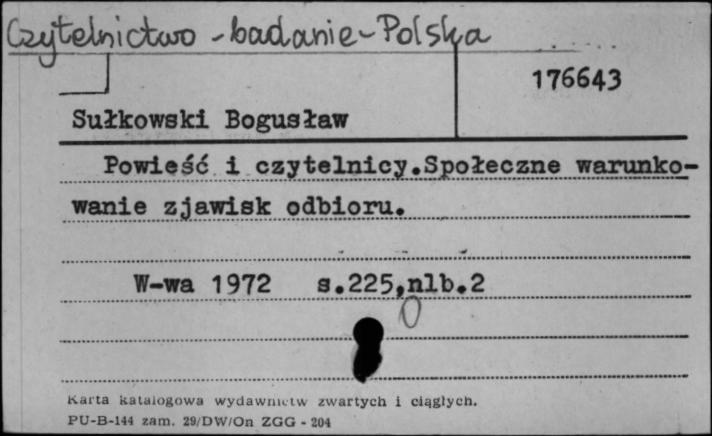 Czytelnictwo - badanie - Polska
176643
Sułkowski Bogusław
Powieść i czytelnicy.Społeczne warunko-
wanie zjawisk odbioru.
W-wa 1972 s.225,nlb.2
0
Karta katalogowa wydawnictw zwartych i ciągłych.
PU-B-144 zam. 29/DW/On ZGG - 204